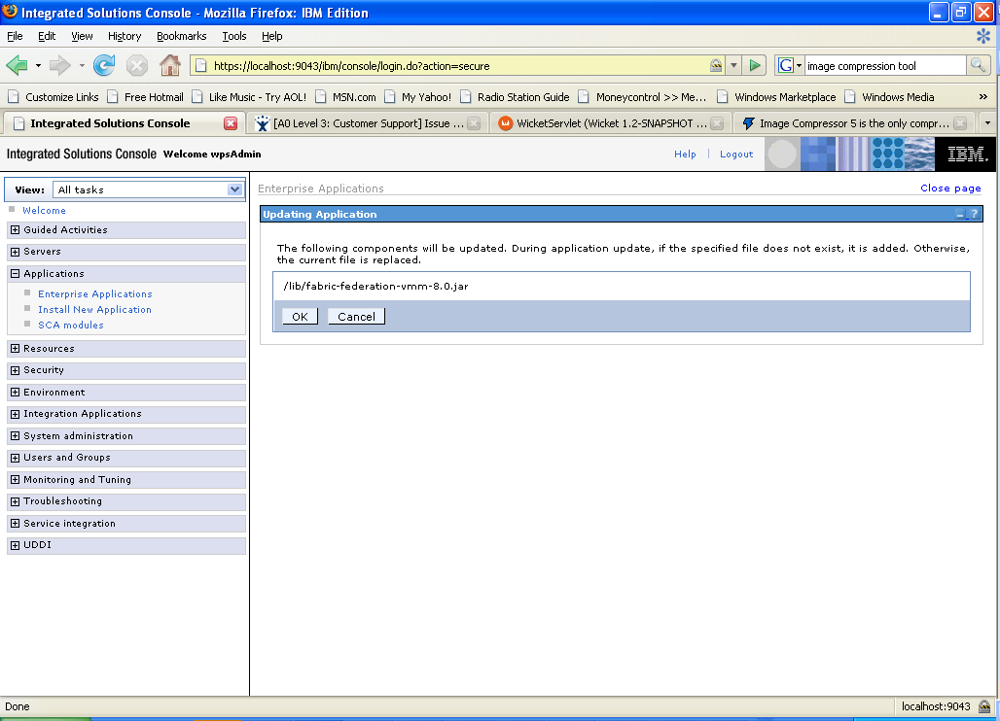 Integrated Solutions Console - Mozilla Firefox: IBM Edition
File Edit View History Bookmarks Tools Help
https://localhost:9043/ibm/console/login.do?action=secure
G image compression tool
Customize Links Free Hotmail Like Music - Try AOL! MSN.com My Yahoo! Radio Station Guide Moneycontrol >> Me... Windows Marketplace Windows Media »
Integrated Solutions Console [A0 Level 3: Customer Support] Issue ... WicketServlet (Wicket 1.2-SNAPSHOT ... Image Compressor 5 is the only compr...
Integrated Solutions Console Welcome wpsAdmin Help | Logout IBM.
View: All tasks
Welcome
Guided Activities
Servers
Applications
Enterprise Applications
Install New Application
SCA modules
Resources
Security
Environment
Integration Applications
System administration
Users and Groups
Monitoring and Tuning
Troubleshooting
Service integration
UDDI
Enterprise Applications Close page
Updating Application ?
The following components will be updated. During application update, if the specified file does not exist, it is added. Otherwise,
the current file is replaced.
/lib/fabric-federation-vmm-8.0.jar
OK Cancel
Done localhost:9043